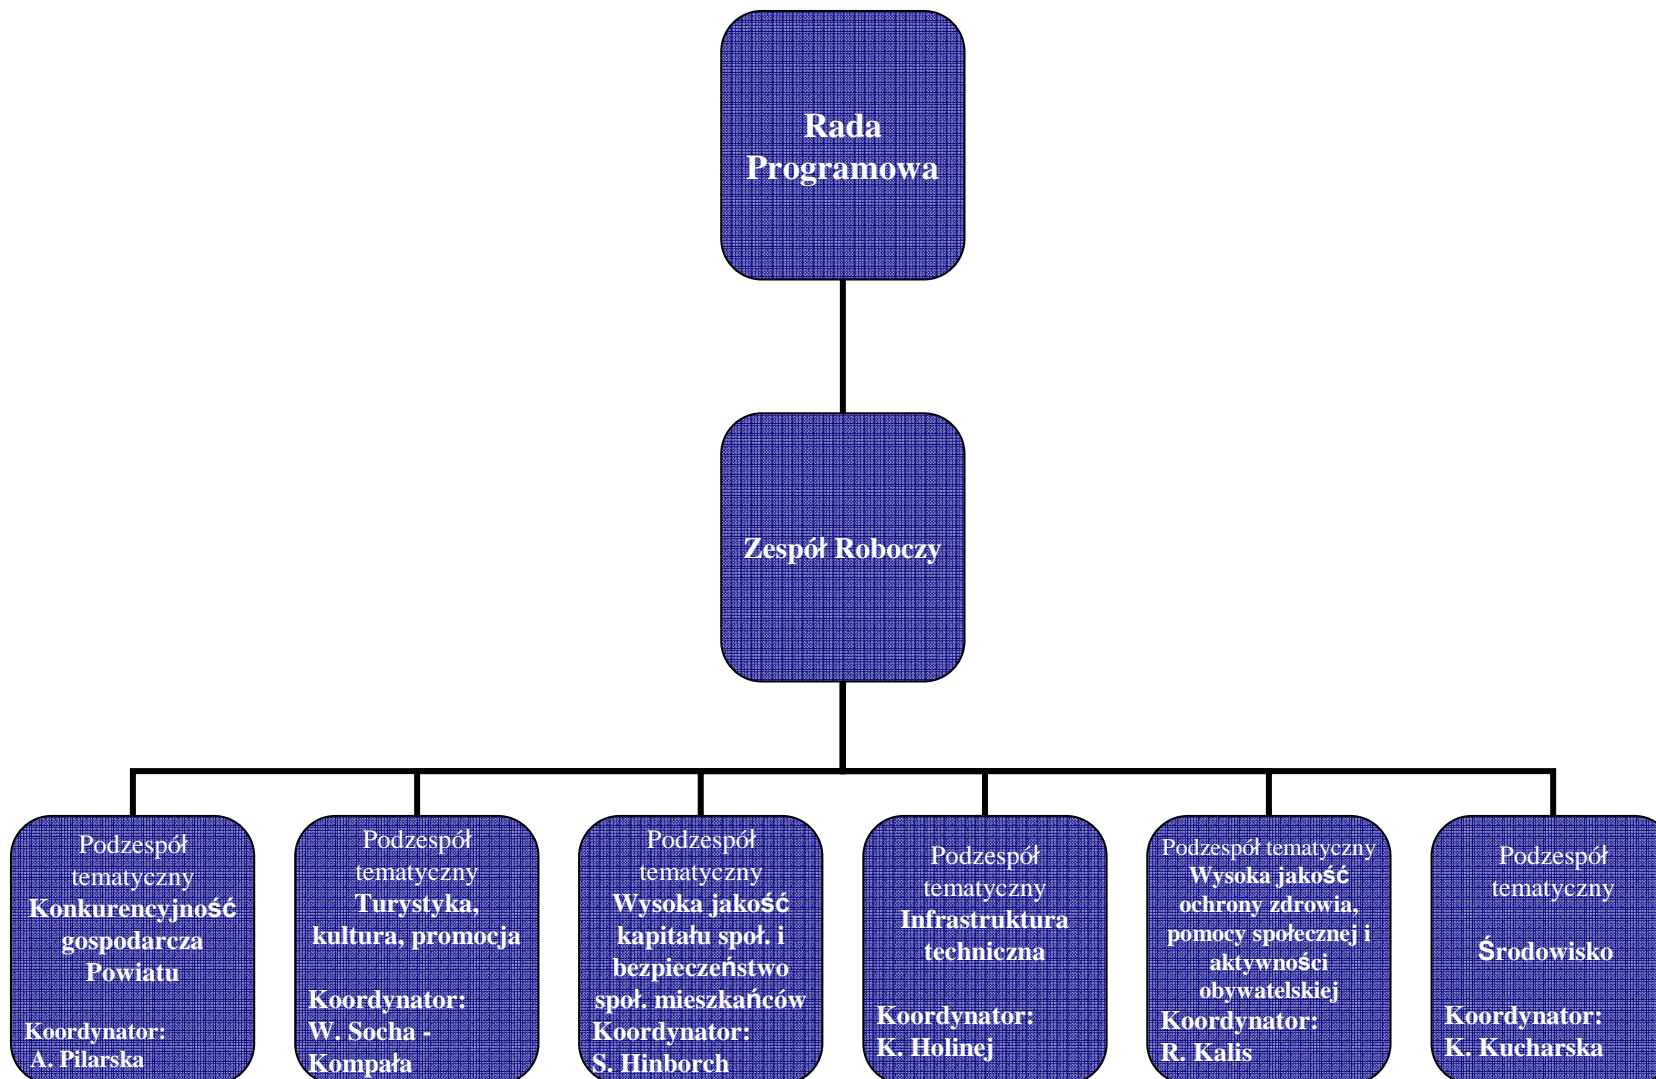 Rada
Programowa
Zespół Roboczy
Podzespół
tematyczny
Konkurencyjność
gospodarcza
Powiatu
Koordynator:
A. Pilarska
Podzespół
tematyczny
Turystyka,
kultura, promocja
Koordynator:
W. Socha -
Kompała
Podzespół
tematyczny
Wysoka jakość
kapitału społ. i
bezpieczeństwo
społ. mieszkańców
Koordynator:
S. Hinborch
Podzespół
tematyczny
Infrastruktura
techniczna
Koordynator:
K. Holinej
Podzespół tematyczny
Wysoka jakość
ochrony zdrowia,
pomocy społecznej i
aktywności
obywatelskiej
Koordynator:
R. Kalis
Podzespół
tematyczny
Środowisko
Koordynator:
K. Kucharska